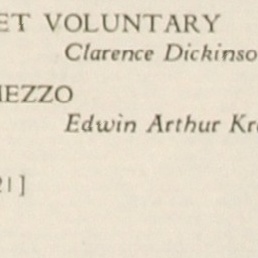 ET VOLUNTARY
Clarence Dickinso
MEZZO
Edwin Arthur Kr
21]